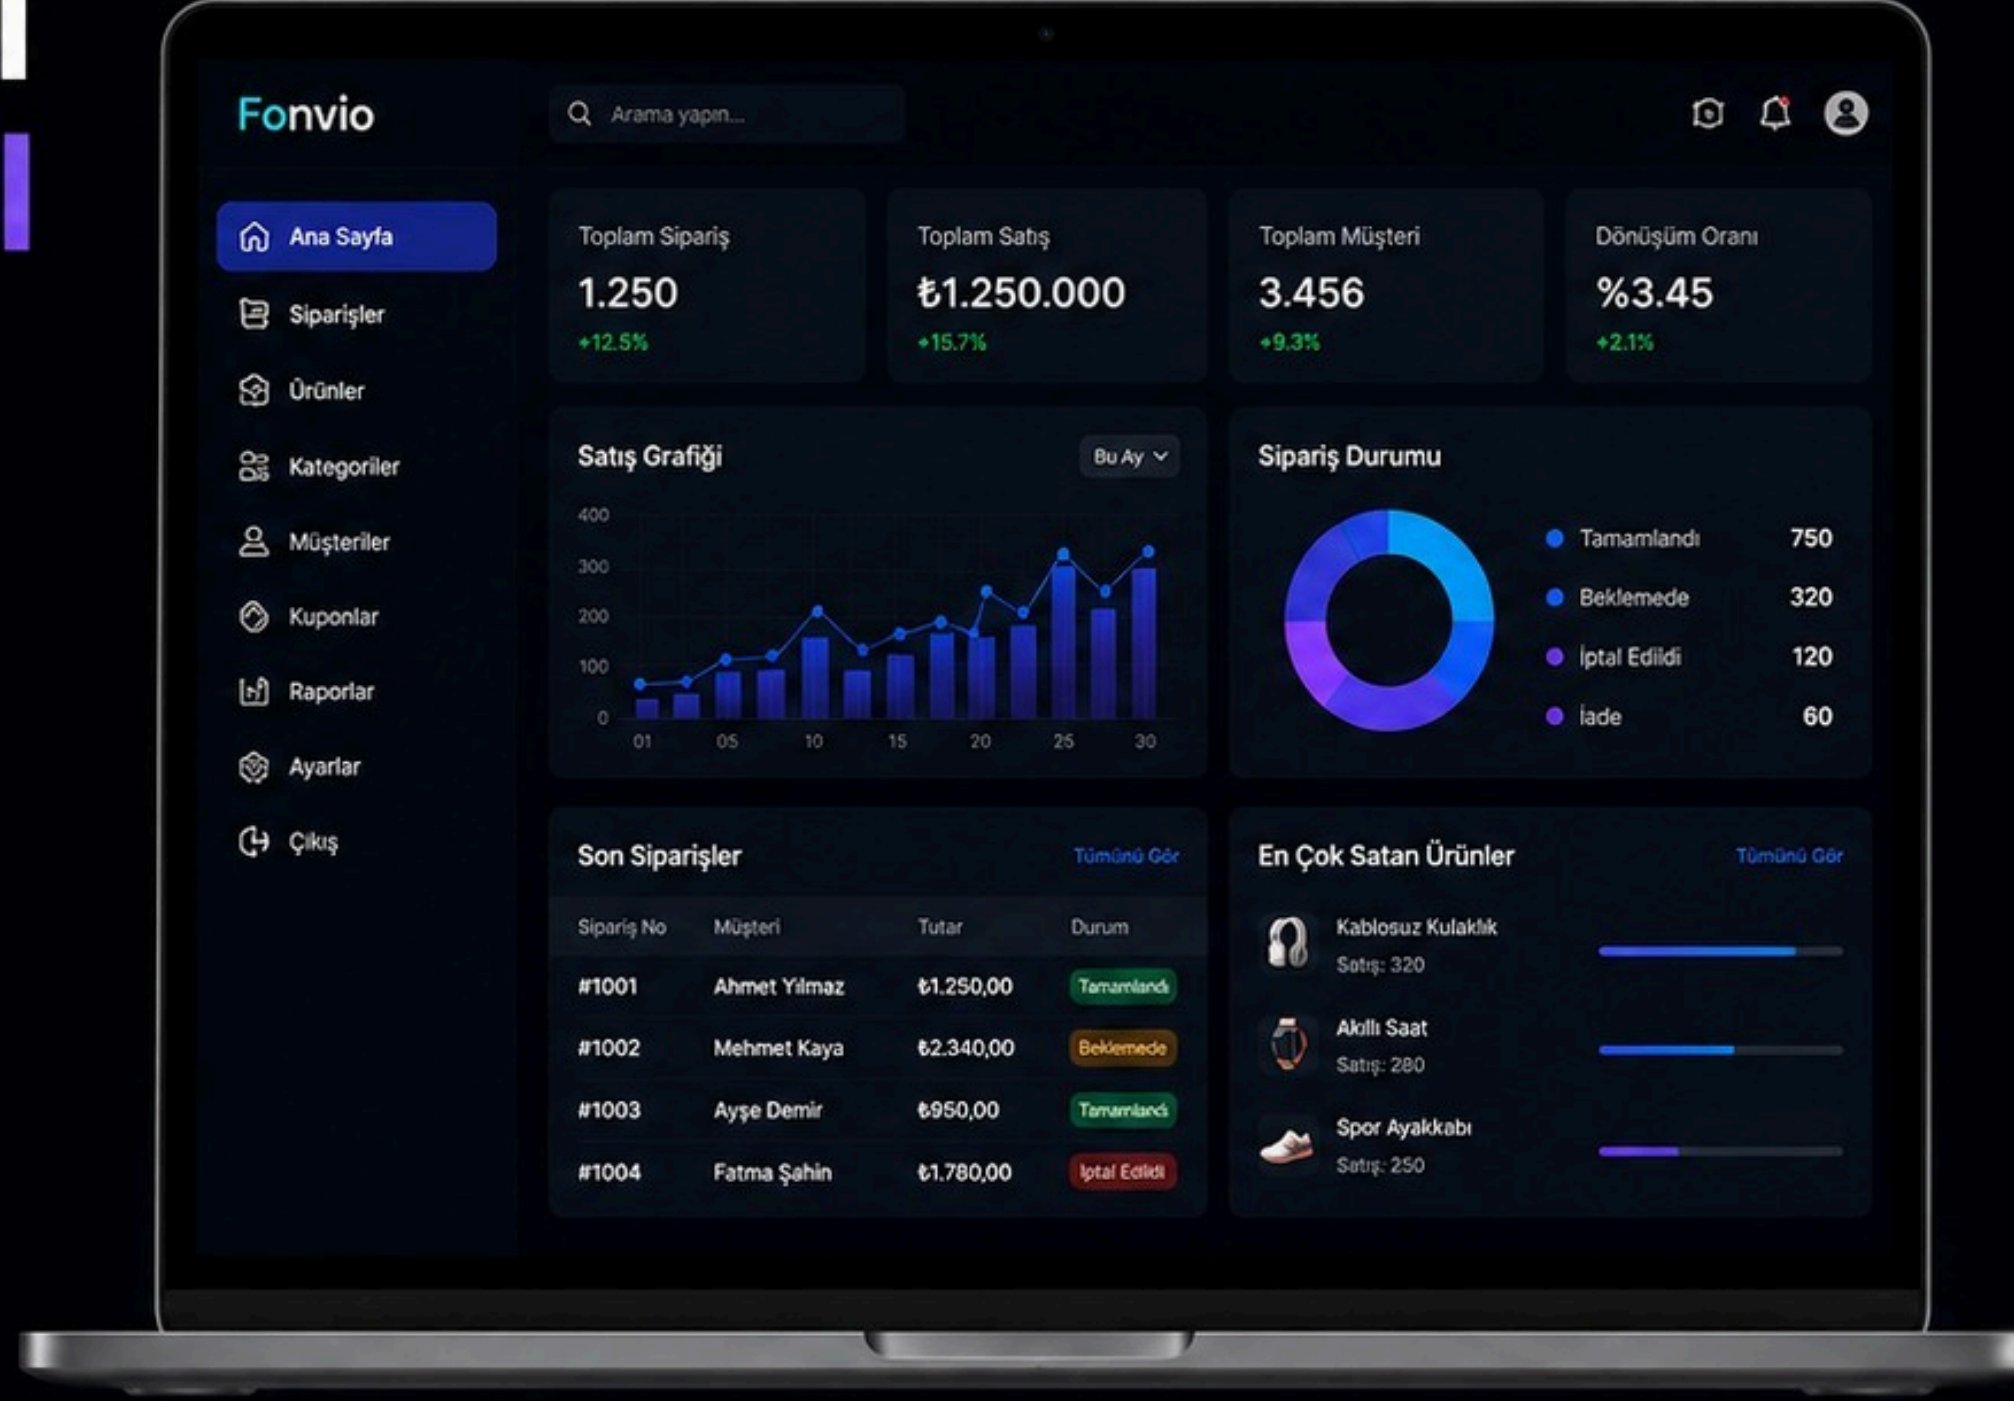 Fonvio
Arama yapın...
Ana Sayfa
Siparişler
Ürünler
Kategoriler
Müşteriler
Kuponlar
Raporlar
Ayarlar
Çıkış
Toplam Sipariş
1.250
+12.5%
Toplam Satış
₺1.250.000
+15.7%
Toplam Müşteri
3.456
+9.3%
Dönüşüm Oranı
%3.45
+2.1%
Satış Grafiği
Bu Ay
400
300
200
100
0
01 05 10 15 20 25 30
Sipariş Durumu
Tamamlandı 750
Beklemede 320
İptal Edildi 120
İade 60
Son Siparişler
Tümünü Gör
Sipariş No Müşteri Tutar Durum
#1001 Ahmet Yılmaz ₺1.250,00 Tamamlandı
#1002 Mehmet Kaya ₺2.340,00 Beklemede
#1003 Ayşe Demir ₺950,00 Tamamlandı
#1004 Fatma Şahin ₺1.780,00 İptal Edildi
En Çok Satan Ürünler
Tümünü Gör
Kablosuz Kulaklık
Satış: 320
Akıllı Saat
Satış: 280
Spor Ayakkabı
Satış: 250